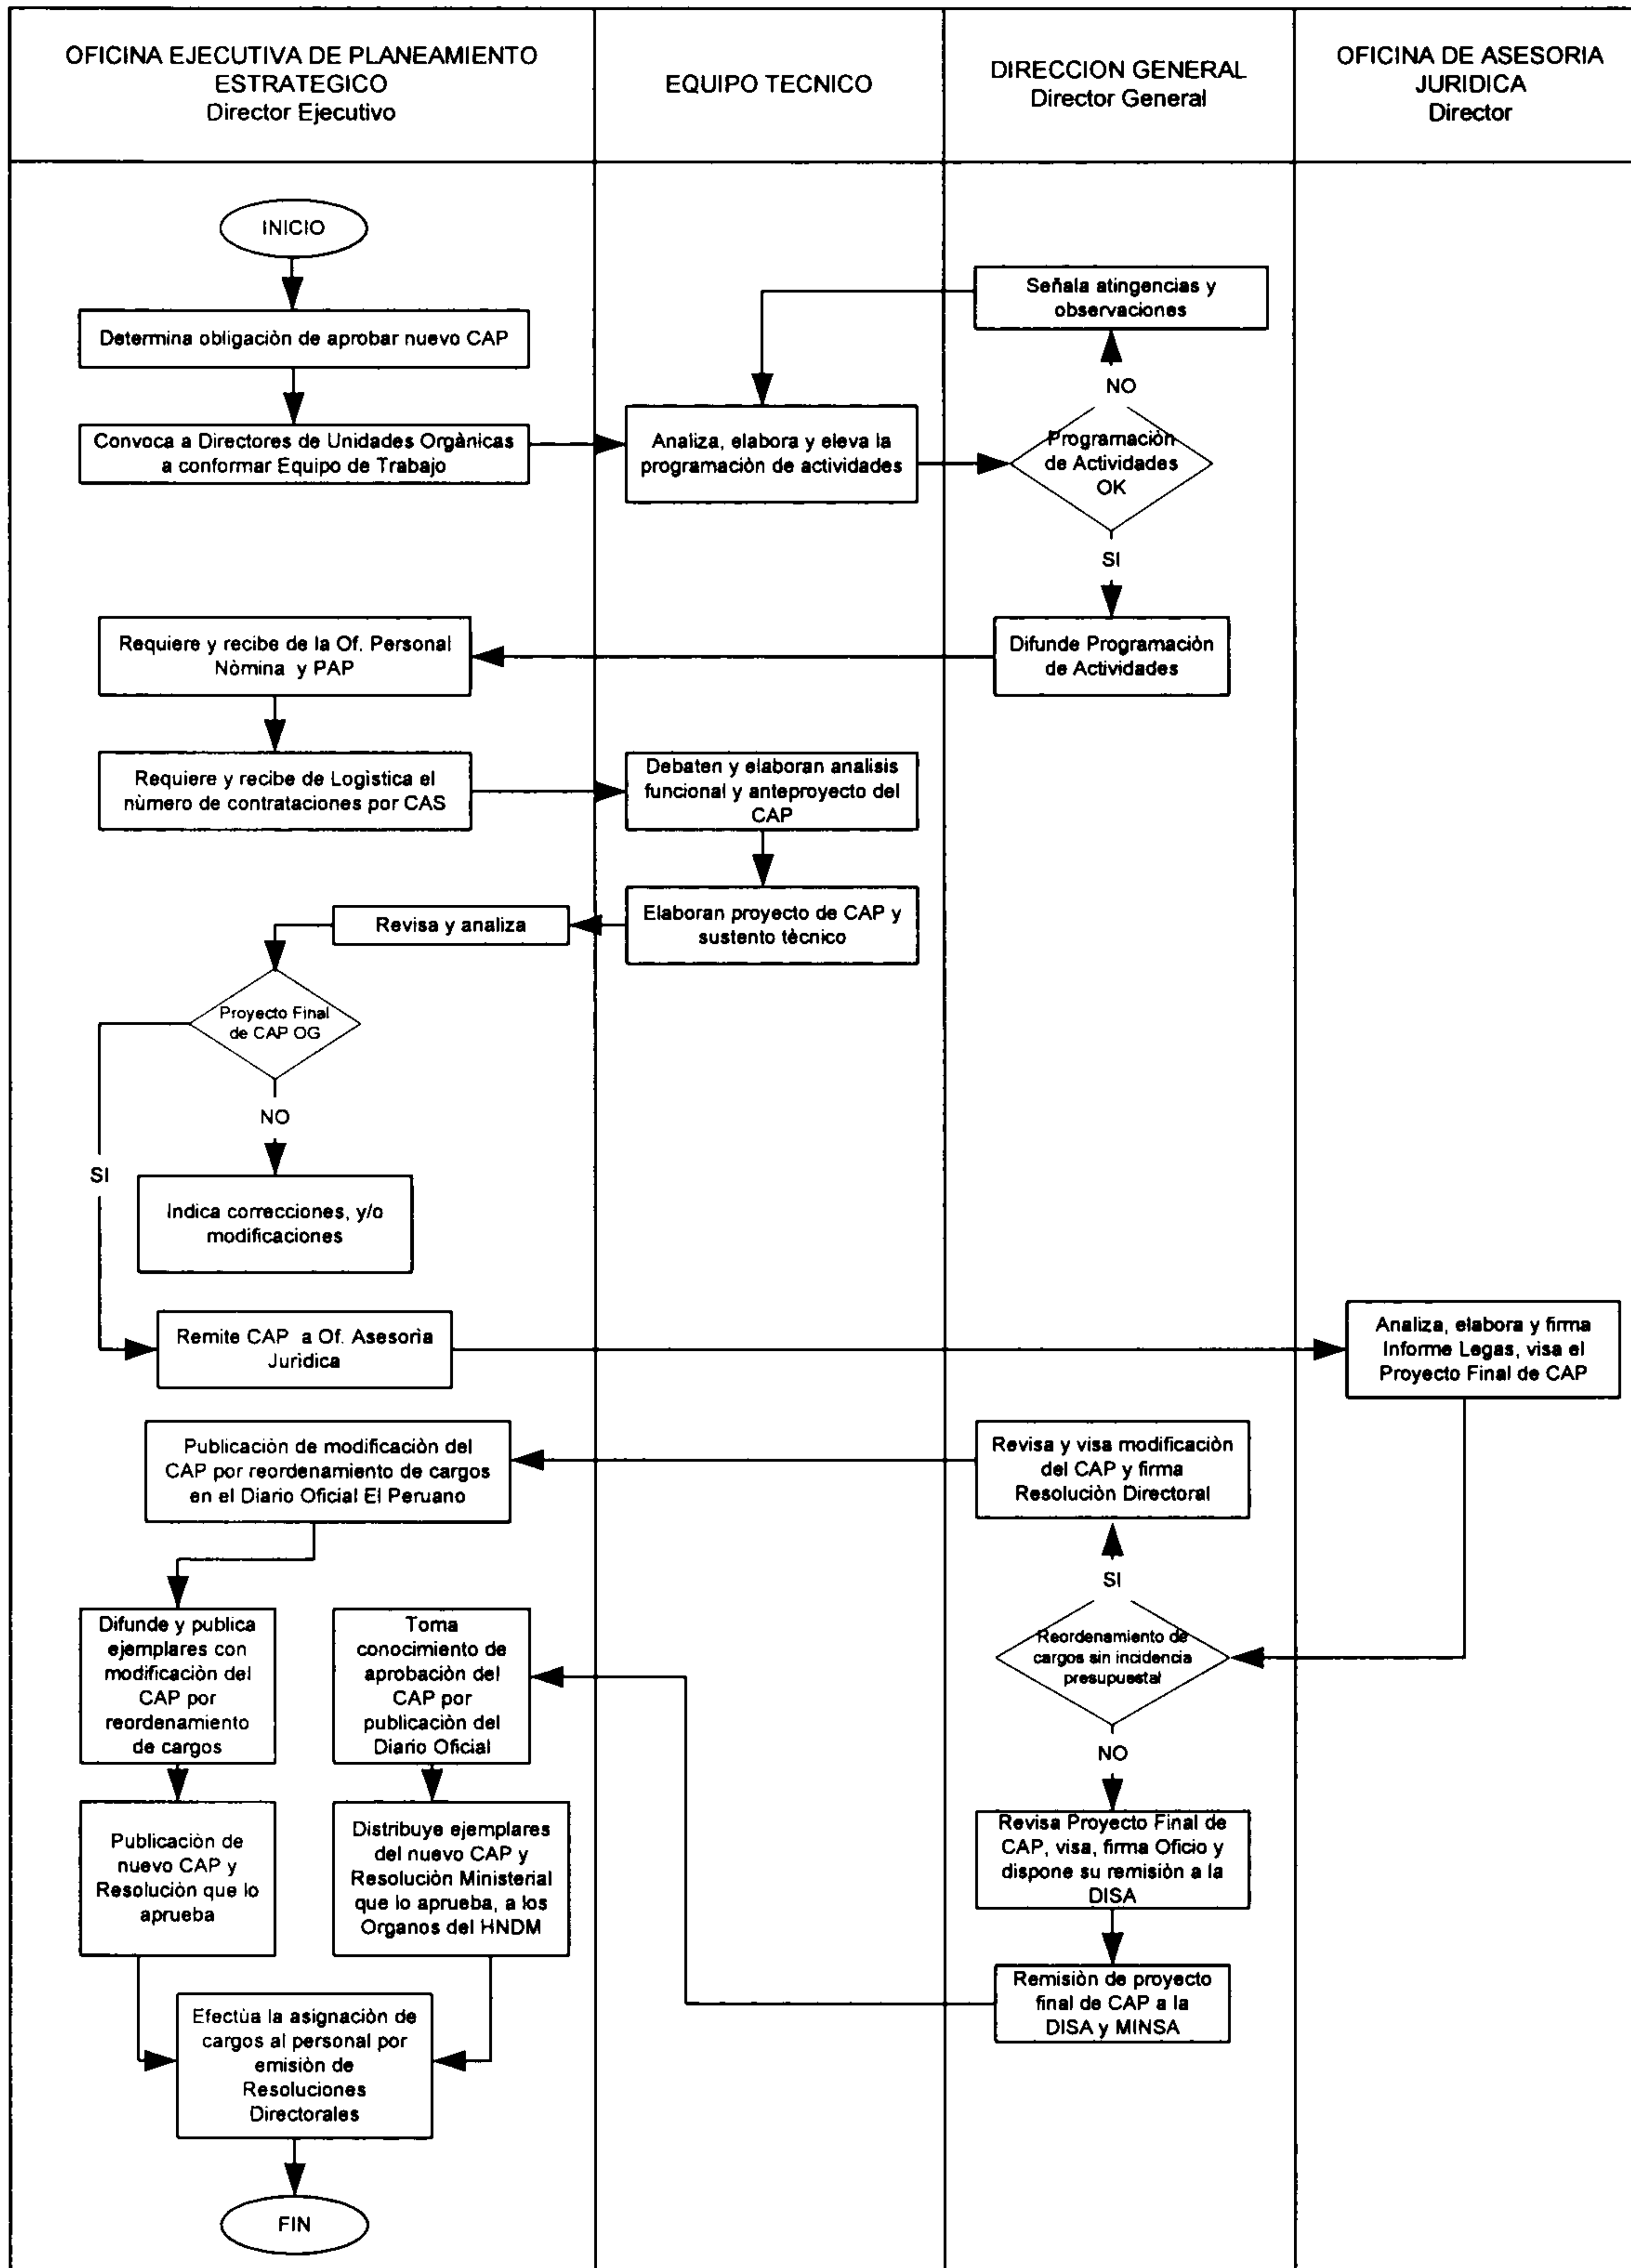 OFICINA EJECUTIVA DE PLANEAMIENTO
ESTRATEGICO
Director Ejecutivo
EQUIPO TECNICO
DIRECCION GENERAL
Director General
OFICINA DE ASESORIA
JURIDICA
Director
INICIO
Determina obligaciòn de aprobar nuevo CAP
Convoca a Directores de Unidades Orgànicas
a conformar Equipo de Trabajo
Analiza, elabora y eleva la
programaciòn de actividades
Señala atingencias y
observaciones
NO
Programaciòn
de Actividades
OK
SI
Difunde Programaciòn
de Actividades
Requiere y recibe de la Of. Personal
Nòmina y PAP
Requiere y recibe de Logìstica el
nùmero de contrataciones por CAS
Debaten y elaboran analisis
funcional y anteproyecto del
CAP
Elaboran proyecto de CAP y
sustento tècnico
Revisa y analiza
Proyecto Final
de CAP OG
NO
SI
Indica correcciones, y/o
modificaciones
Remite CAP a Of. Asesorìa
Juridica
Analiza, elabora y firma
Informe Legas, visa el
Proyecto Final de CAP
Publicaciòn de modificaciòn del
CAP por reordenamiento de cargos
en el Diario Oficial El Peruano
Revisa y visa modificaciòn
del CAP y firma
Resoluciòn Directoral
SI
Reordenamiento de
cargos sin incidencia
presupuestal
NO
Difunde y publica
ejemplares con
modificaciòn del
CAP por
reordenamiento
de cargos
Toma
conocimiento de
aprobaciòn del
CAP por
publicaciòn del
Diario Oficial
Publicaciòn de
nuevo CAP y
Resoluciòn que lo
aprueba
Distribuye ejemplares
del nuevo CAP y
Resoluciòn Ministerial
que lo aprueba, a los
Organos del HNDM
Revisa Proyecto Final de
CAP, visa, firma Oficio y
dispone su remisiòn a la
DISA
Remisiòn de proyecto
final de CAP a la
DISA y MINSA
Efectùa la asignaciòn de
cargos al personal por
emisiòn de
Resoluciones
Directorales
FIN